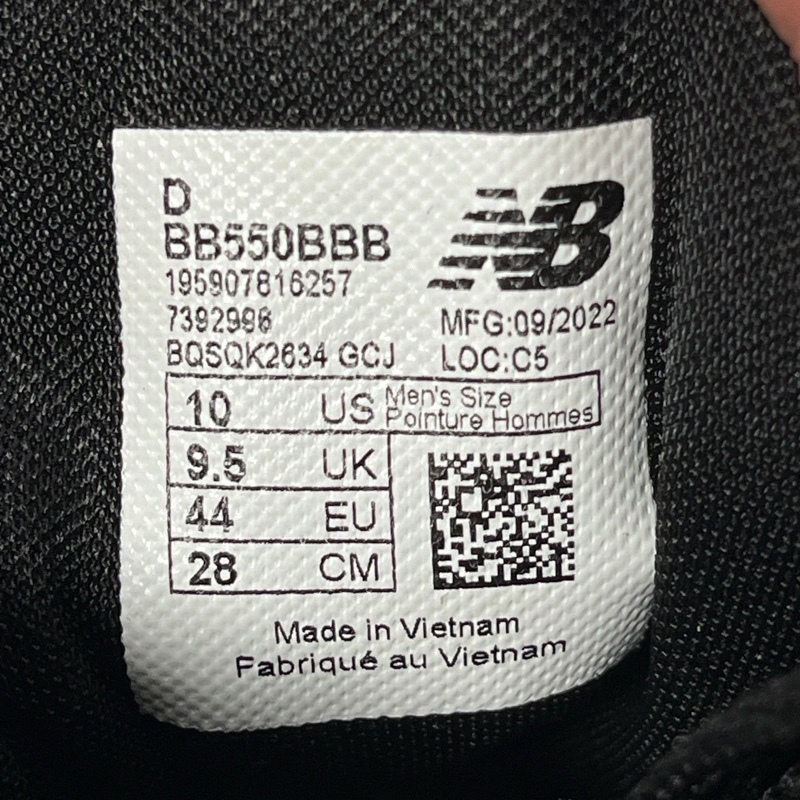 D
NB
BB550BBB
195907816257
7392996
MFG:09/2022
BQSQK2634 GCJ
LOC:C5
10 US Men's Size
Pointure Hommes
9.5 UK
44 EU
28 CM
Made in Vietnam
Fabriqué au Vietnam